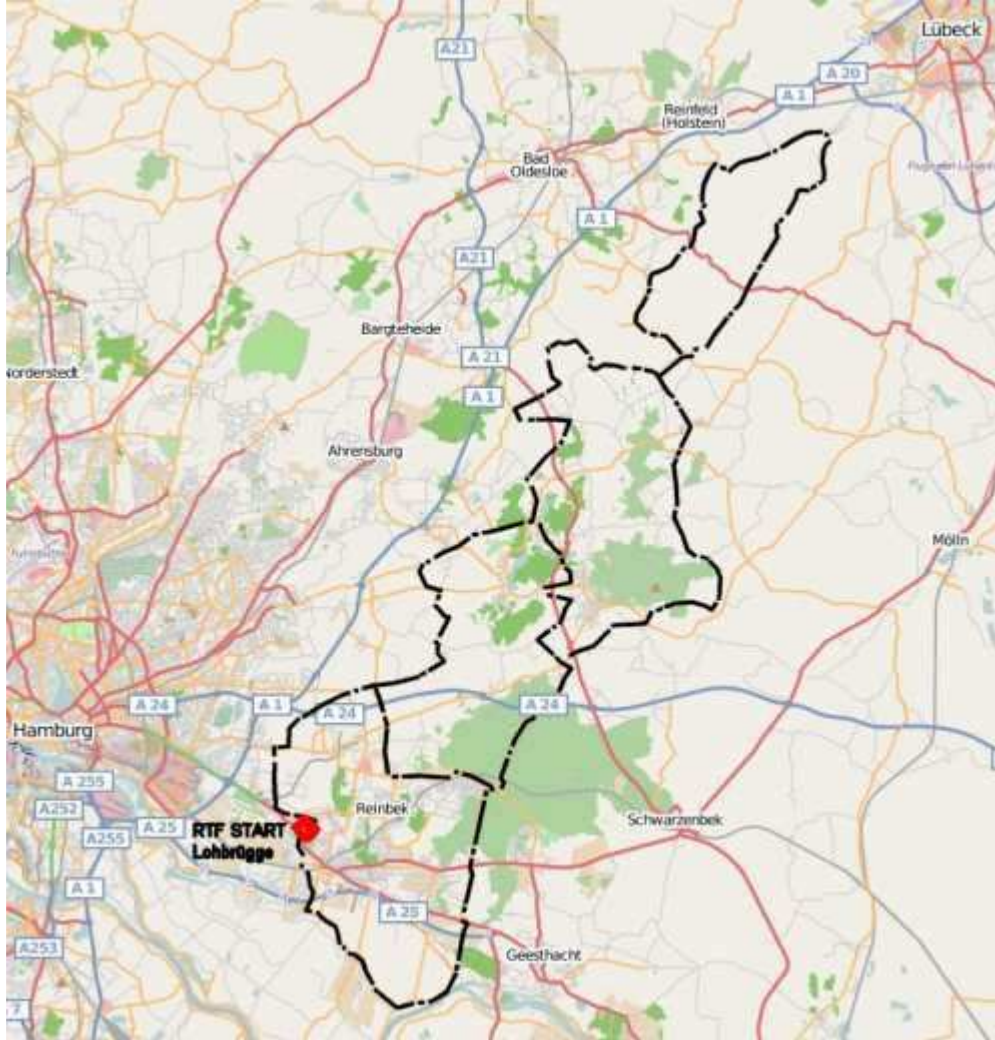 Lübeck
A21
A 20
A 1
Reinfeld
(Holstein)
Bad
Oldesloe
A 1
A21
Bargteheide
A 21
Norderstedt
A 1
Ahrensburg
Mölln
A 24
A 1
A 24
A 24
Hamburg
A 255
A252
A 25
Reinbek
Schwarzenbek
RTF START
Lohbrügge
A255
A 1
A 25
A253
Geesthacht
7